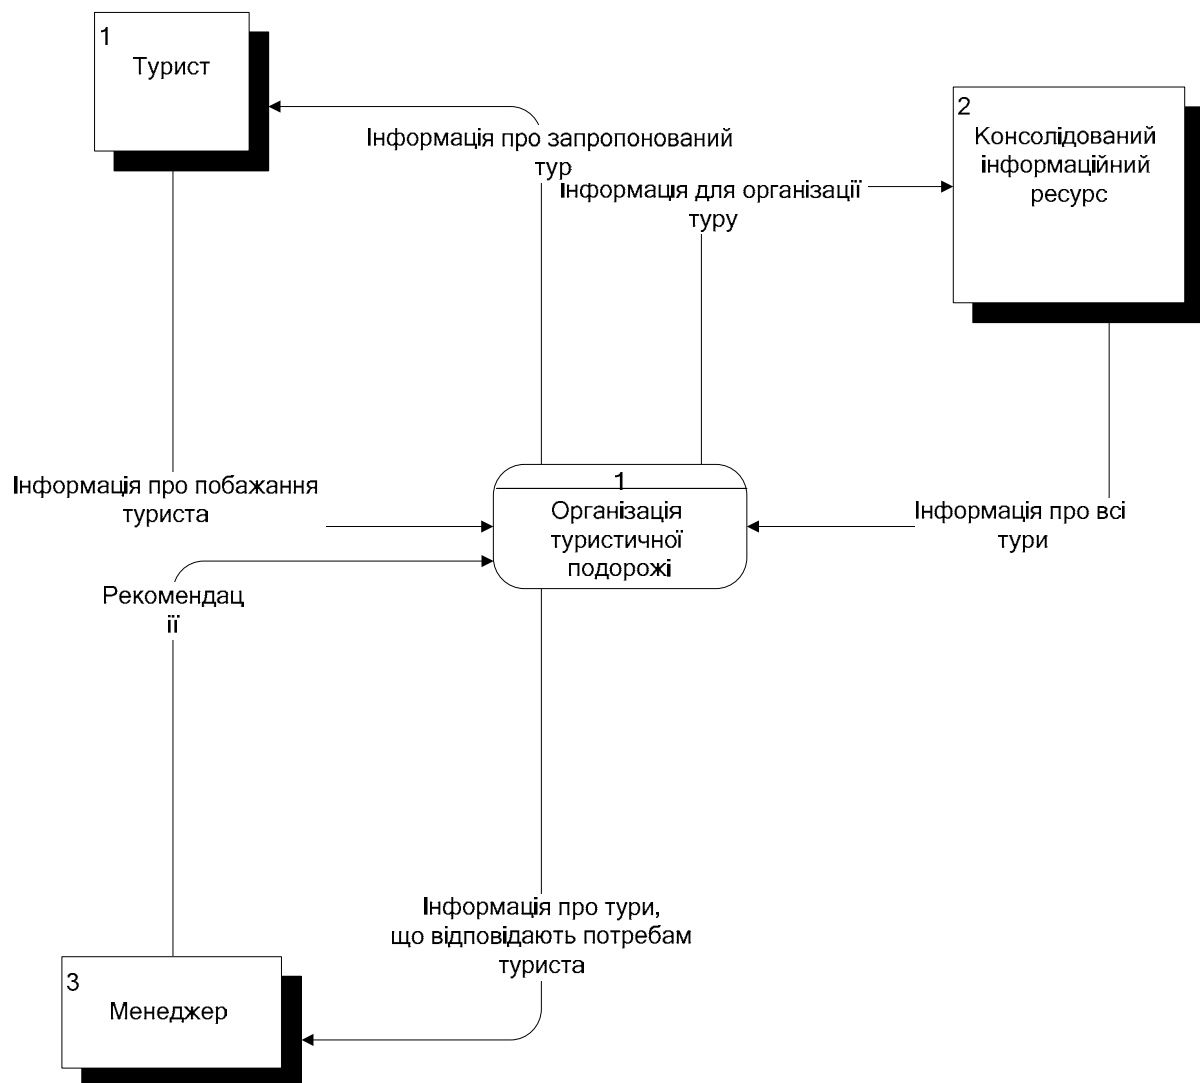 1
Турист
Інформація про запропонований
тур
2
Консолідований
інформаційний
ресурс
Інформація для організації
туру
Інформація про побажання
туриста
1
Організація
туристичної
подорожі
Інформація про всі
тури
Рекомендац
ії
Інформація про тури,
що відповідають потребам
туриста
3
Менеджер